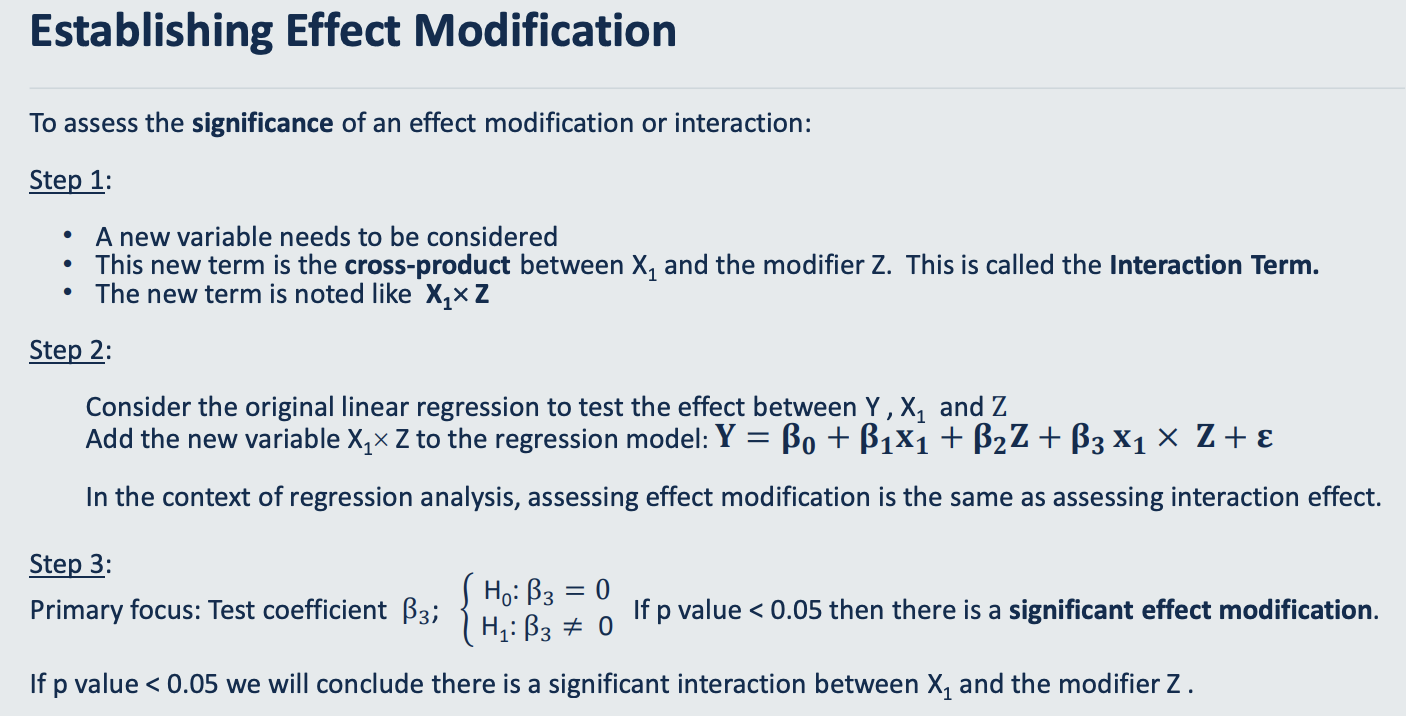 Establishing Effect Modification
To assess the significance of an effect modification or interaction:
Step 1:
• A new variable needs to be considered
• This new term is the cross-product between X₁ and the modifier Z. This is called the Interaction Term.
• The new term is noted like X₁× Z
Step 2:
Consider the original linear regression to test the effect between Y , X₁ and Z
Add the new variable X₁× Z to the regression model: Y = β₀ + β₁x₁ + β₂Z + β₃ x₁ × Z + ε
In the context of regression analysis, assessing effect modification is the same as assessing interaction effect.
Step 3:
Primary focus: Test coefficient β₃; { H₀: β₃ = 0
H₁: β₃ ≠ 0 If p value < 0.05 then there is a significant effect modification.
If p value < 0.05 we will conclude there is a significant interaction between X₁ and the modifier Z .